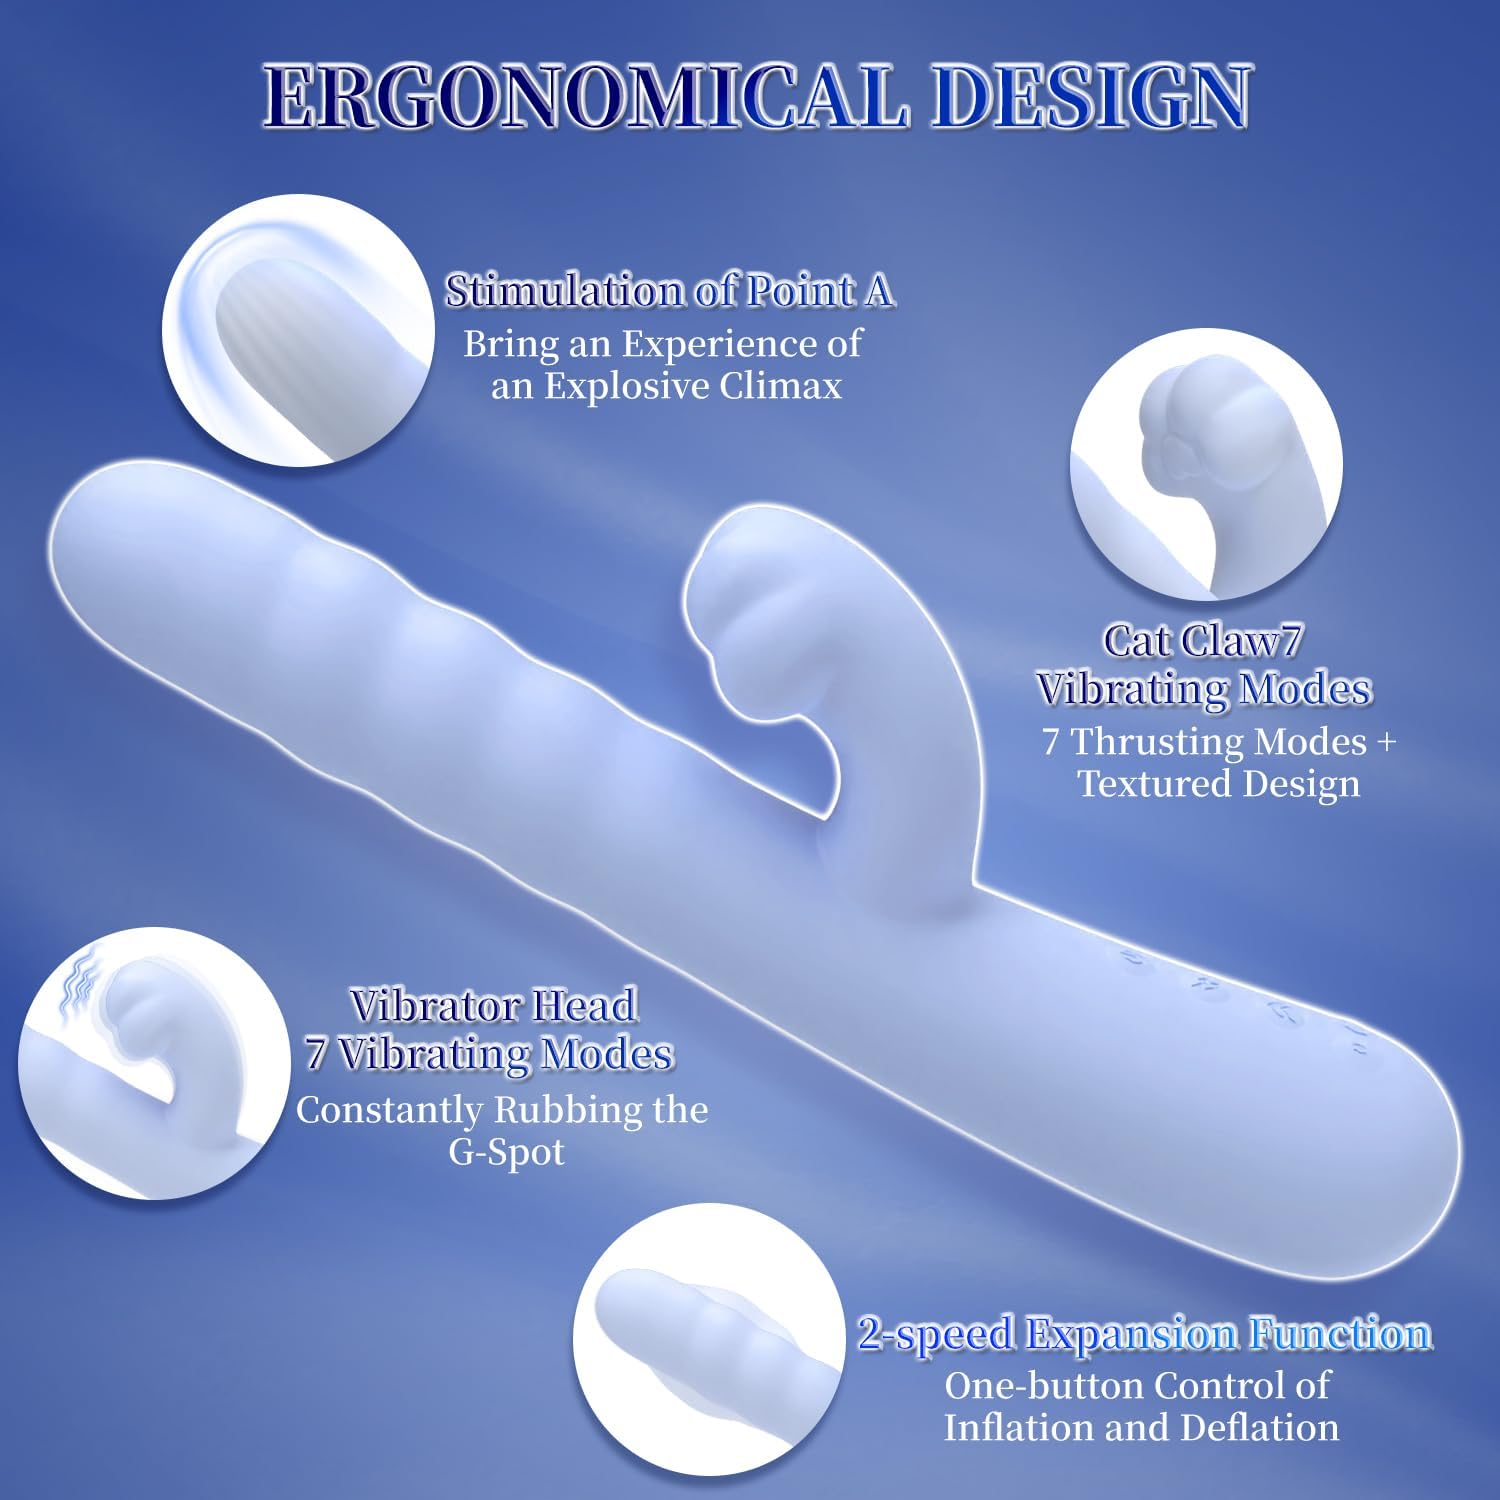 ERGONOMICAL DESIGN
Stimulation of Point A
Bring an Experience of
an Explosive Climax
Cat Claw7
Vibrating Modes
7 Thrusting Modes +
Textured Design
Vibrator Head
7 Vibrating Modes
Constantly Rubbing the
G-Spot
2-speed Expansion Function
One-button Control of
Inflation and Deflation